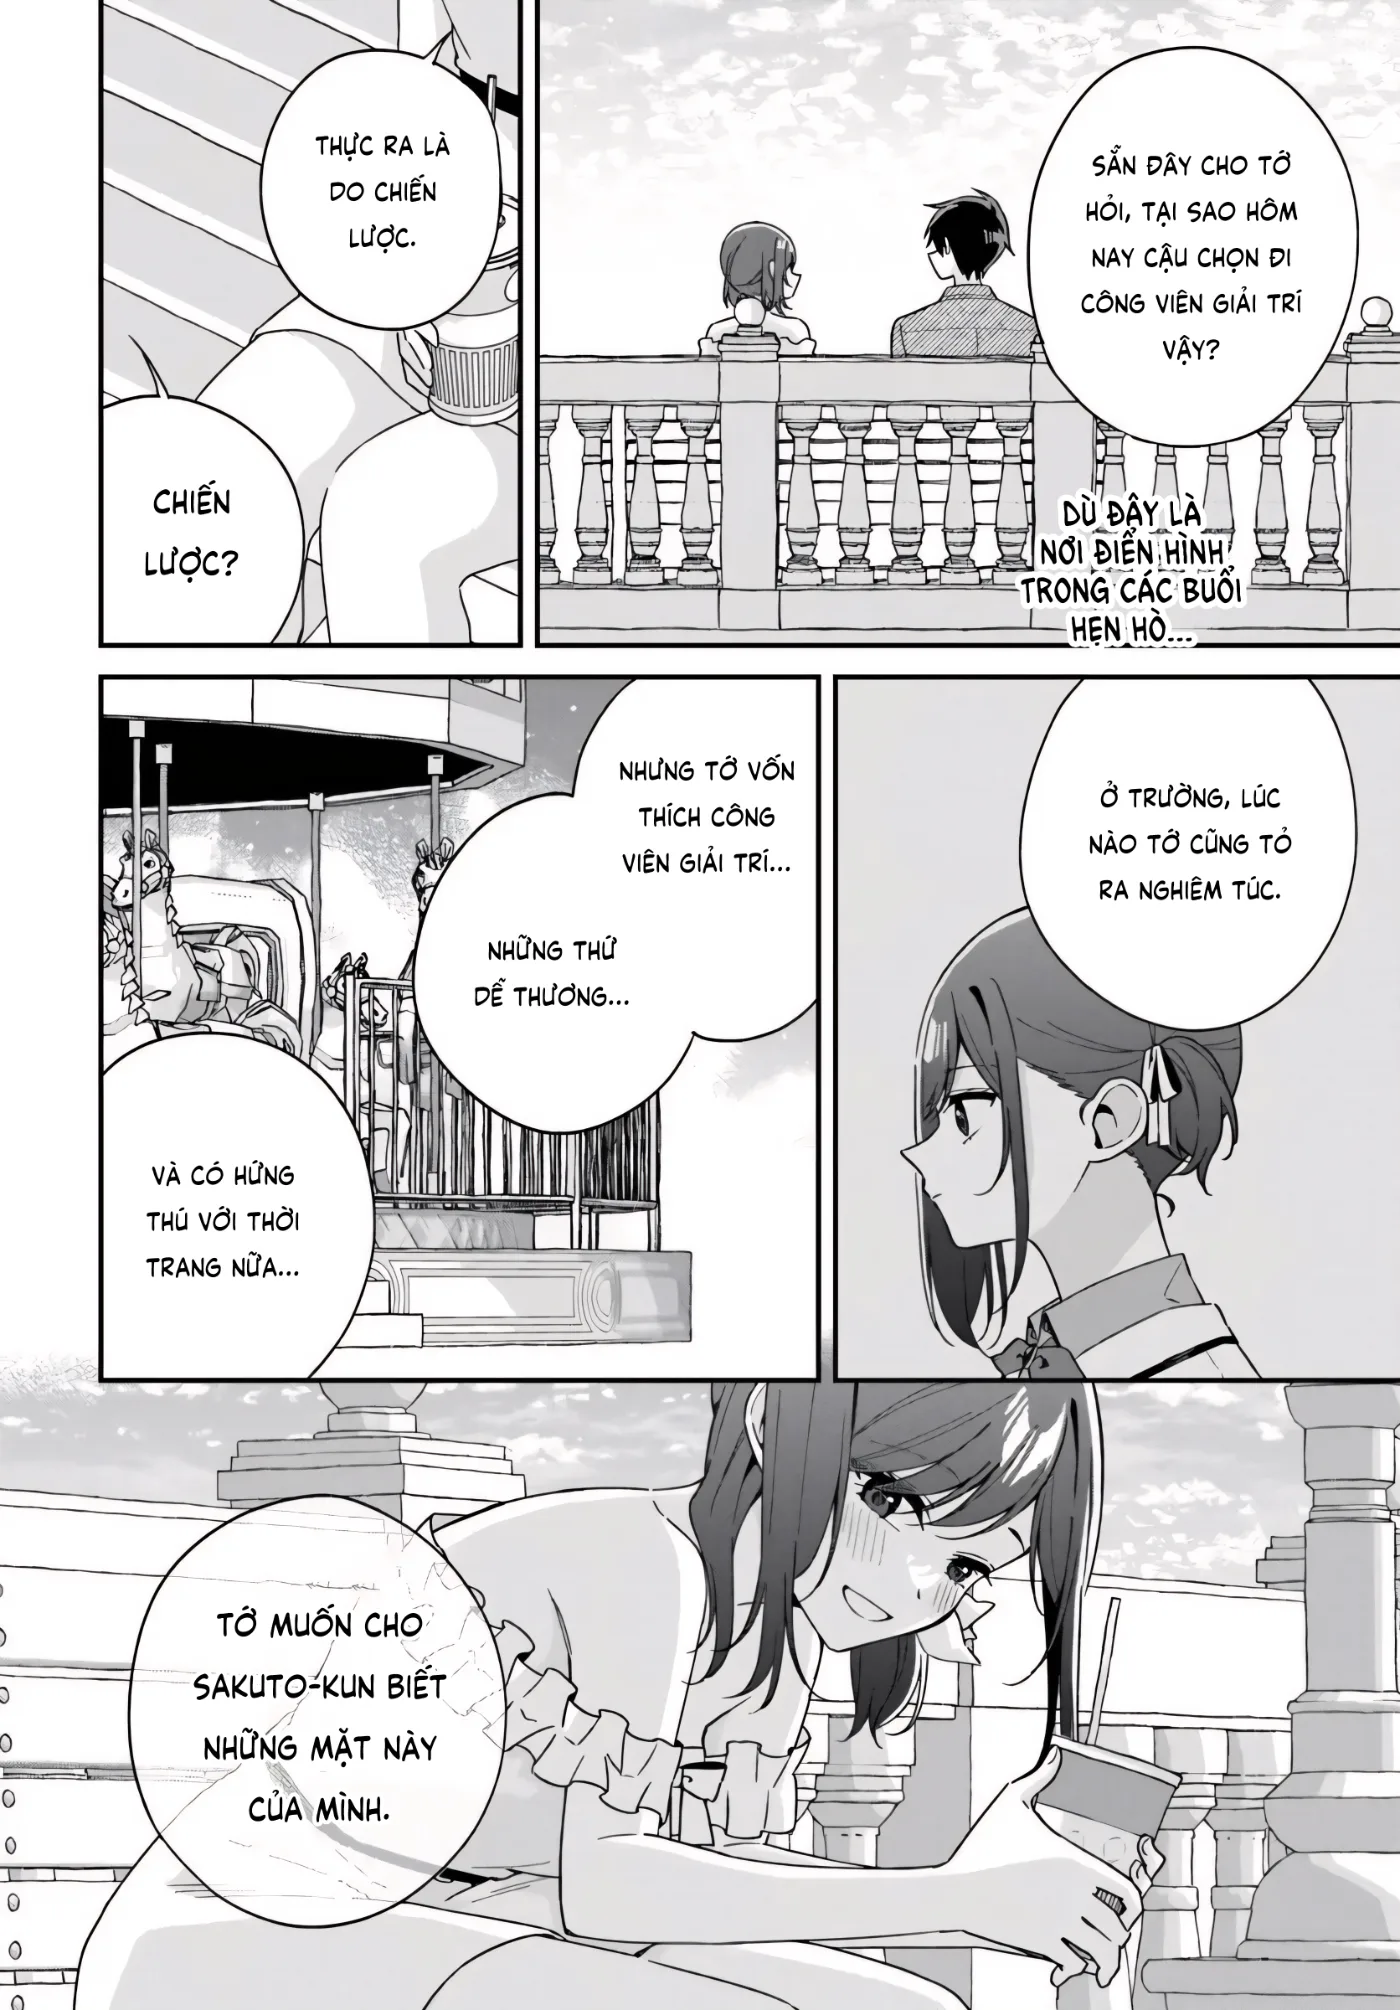 SẴN ĐÂY CHO TỚ
HỎI, TẠI SAO HÔM
NAY CẬU CHỌN ĐI
CÔNG VIÊN GIẢI TRÍ
VẬY?
DÙ ĐÂY LÀ
NƠI ĐIỂN HÌNH
TRONG CÁC BUỔI
HẸN HÒ...
THỰC RA LÀ
DO CHIẾN
LƯỢC.
CHIẾN
LƯỢC?
Ở TRƯỜNG, LÚC
NÀO TỚ CŨNG TỎ
RA NGHIÊM TÚC.
NHƯNG TỚ VỐN
THÍCH CÔNG
VIÊN GIẢI TRÍ...
NHỮNG THỨ
DỄ THƯƠNG...
VÀ CÓ HỨNG
THÚ VỚI THỜI
TRANG NỮA...
TỚ MUỐN CHO
SAKUTO-KUN BIẾT
NHỮNG MẶT NÀY
CỦA MÌNH.